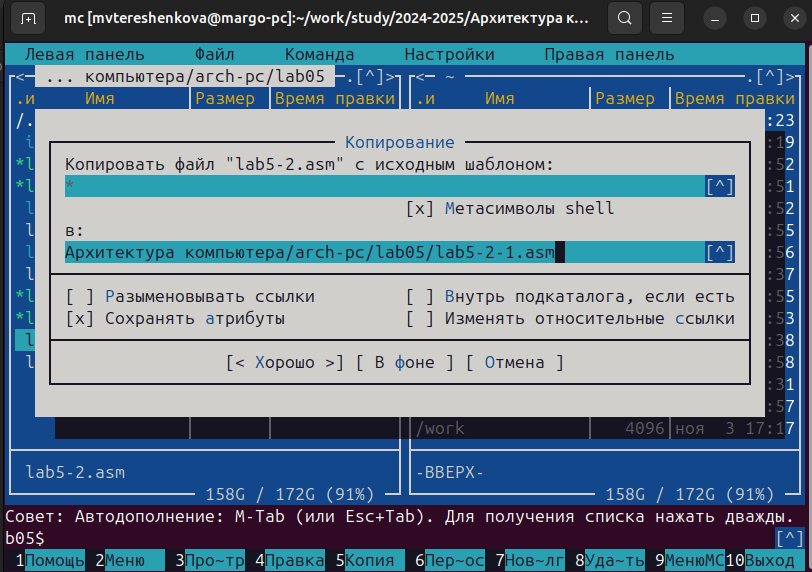 mc [mvtereshenkova@margo-pc]:~/work/study/2024-2025/Архитектура к...
Левая панель Файл Команда Настройки Правая панель
<─ ... компьютера/arch-pc/lab05 ─.[^]>
<─ ~ ─.[^]>
.и Имя Размер Время правки .и Имя Размер Время правки
/. :23
:19
*l :52
*l :51
l :52
l :55
l :56
l :37
*l :55
*l :53
l :38
l :58
:31
:57
Копирование
Копировать файл "lab5-2.asm" с исходным шаблоном:
* [^]
[x] Метасимволы shell
в:
Архитектура компьютера/arch-pc/lab05/lab5-2-1.asm [^]
[ ] Разыменовывать ссылки [ ] Внутрь подкаталога, если есть
[x] Сохранять атрибуты [ ] Изменять относительные ссылки
[< Хорошо >] [ В фоне ] [ Отмена ]
/work 4096 ноя 3 17:17
lab5-2.asm -ВВЕРХ-
158G / 172G (91%) 158G / 172G (91%)
Совет: Автодополнение: M-Tab (или Esc+Tab). Для получения списка нажать дважды.
b05$ [^]
1Помощь 2Меню 3Про~тр 4Правка 5Копия 6Пер~ос 7Нов~лг 8Уда~ть 9МенюMC 10Выход